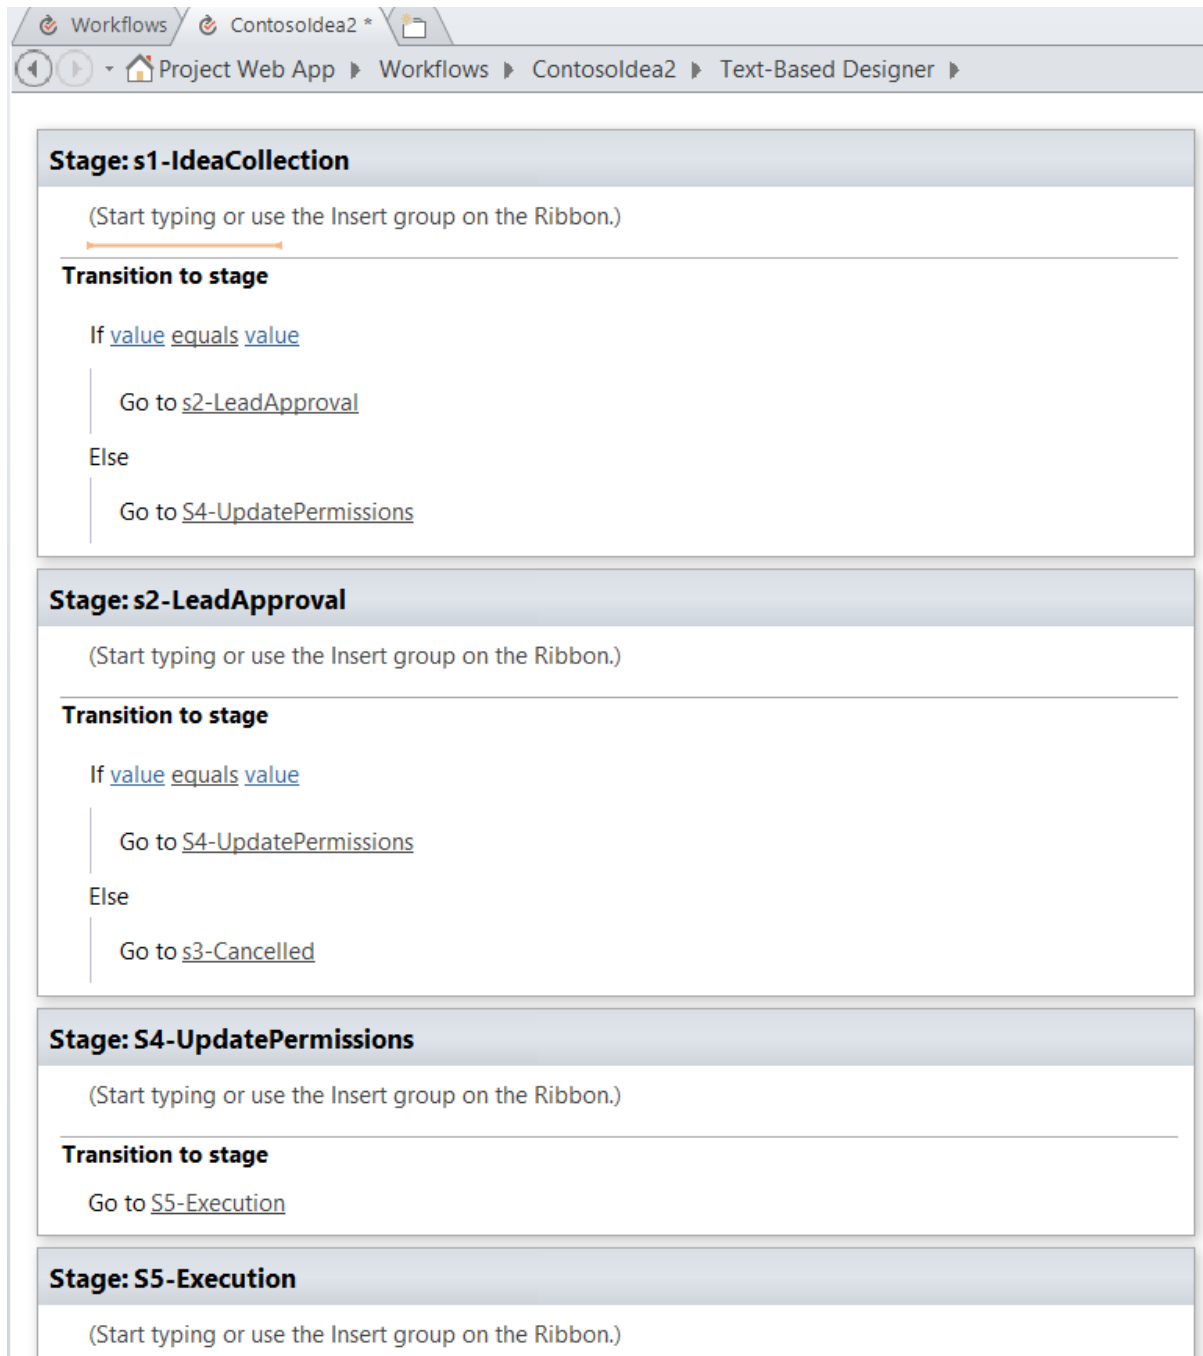 Workflows ContosoIdea2 *
Project Web App Workflows ContosoIdea2 Text-Based Designer
Stage: s1-IdeaCollection
(Start typing or use the Insert group on the Ribbon.)
Transition to stage
If value equals value
Go to s2-LeadApproval
Else
Go to S4-UpdatePermissions
Stage: s2-LeadApproval
(Start typing or use the Insert group on the Ribbon.)
Transition to stage
If value equals value
Go to S4-UpdatePermissions
Else
Go to s3-Cancelled
Stage: S4-UpdatePermissions
(Start typing or use the Insert group on the Ribbon.)
Transition to stage
Go to S5-Execution
Stage: S5-Execution
(Start typing or use the Insert group on the Ribbon.)